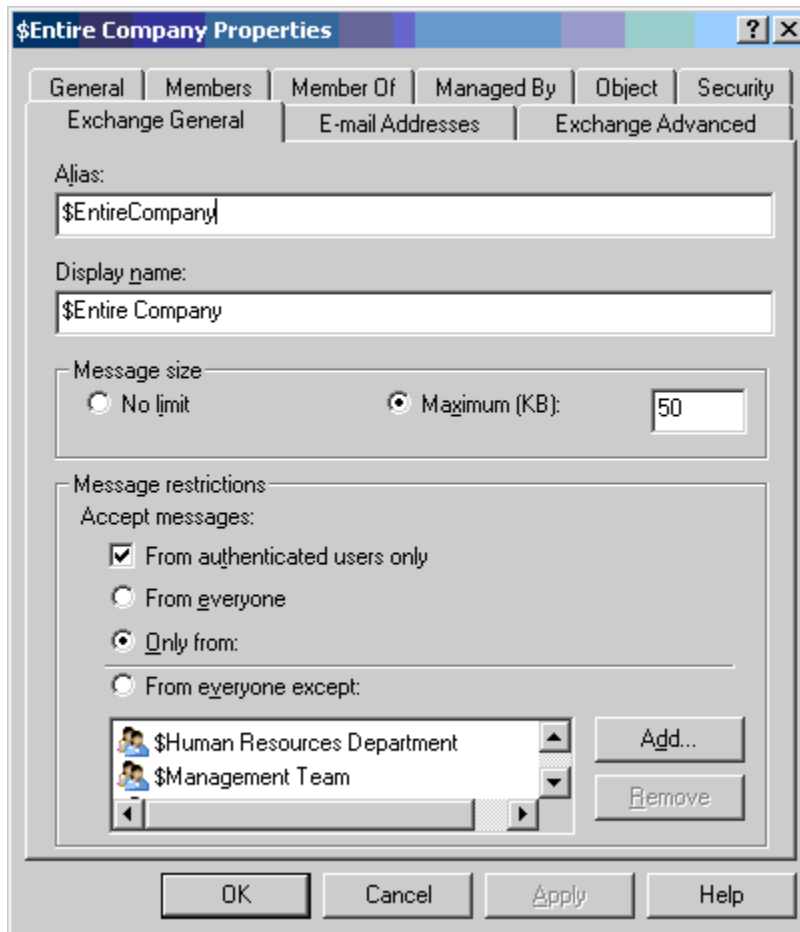 $Entire Company Properties
General Members Member Of Managed By Object Security
Exchange General E-mail Addresses Exchange Advanced
Alias:
$EntireCompany
Display name:
$Entire Company
Message size
No limit Maximum (KB): 50
Message restrictions
Accept messages:
From authenticated users only
From everyone
Only from:
From everyone except:
$Human Resources Department
$Management Team
Add...
Remove
OK Cancel Apply Help